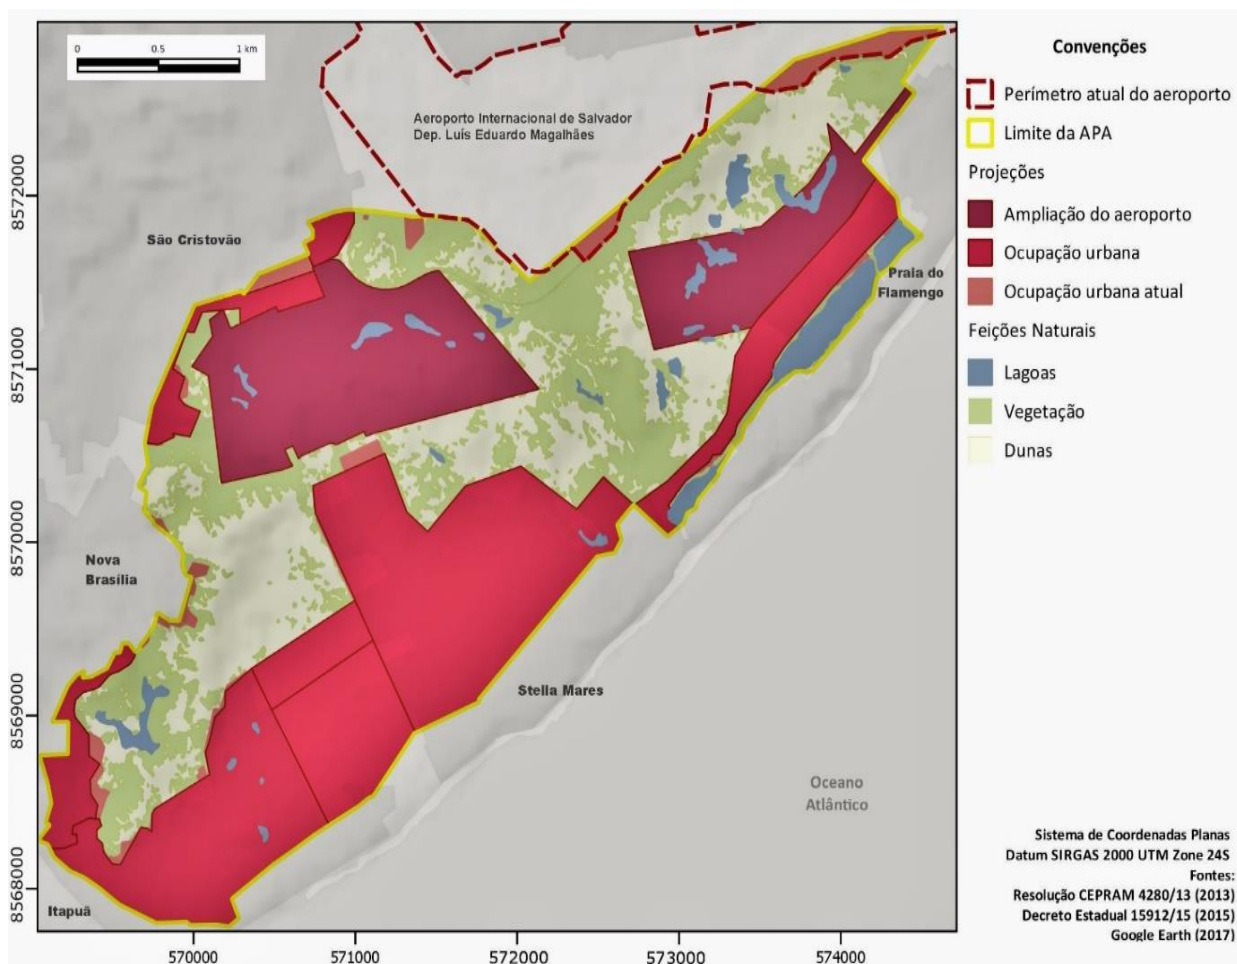 0 0.5 1 km
Aeroporto Internacional de Salvador
Dep. Luís Eduardo Magalhães
São Cristovão
Praia do
Flamengo
Nova
Brasília
Stella Mares
Oceano
Atlântico
Itapuã
8572000
8571000
8570000
8569000
8568000
570000 571000 572000 573000 574000
Convenções
Perímetro atual do aeroporto
Limite da APA
Projeções
Ampliação do aeroporto
Ocupação urbana
Ocupação urbana atual
Feições Naturais
Lagoas
Vegetação
Dunas
Sistema de Coordenadas Planas
Datum SIRGAS 2000 UTM Zone 24S
Fontes:
Resolução CEPRAM 4280/13 (2013)
Decreto Estadual 15912/15 (2015)
Google Earth (2017)